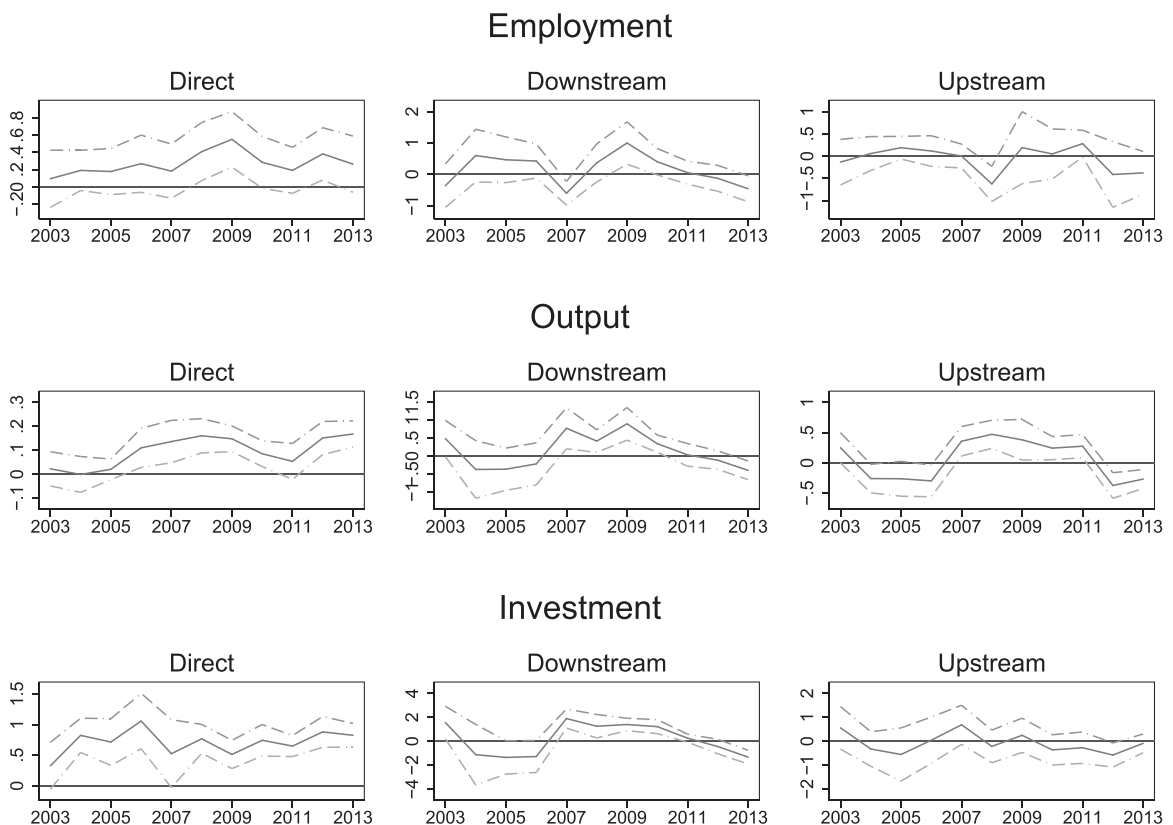 Employment
Direct Downstream Upstream
-.2 0 .2 .4 .6 .8
-1 0 1 2
-1 -.5 0 .5 1
2003 2005 2007 2009 2011 2013 2003 2005 2007 2009 2011 2013 2003 2005 2007 2009 2011 2013
Output
Direct Downstream Upstream
-.1 0 .1 .2 .3
-1 -.5 0 .5 1 1.5
-.5 0 .5 1
2003 2005 2007 2009 2011 2013 2003 2005 2007 2009 2011 2013 2003 2005 2007 2009 2011 2013
Investment
Direct Downstream Upstream
0 .5 1 1.5
-4 -2 0 2 4
-2 -1 0 1 2
2003 2005 2007 2009 2011 2013 2003 2005 2007 2009 2011 2013 2003 2005 2007 2009 2011 2013